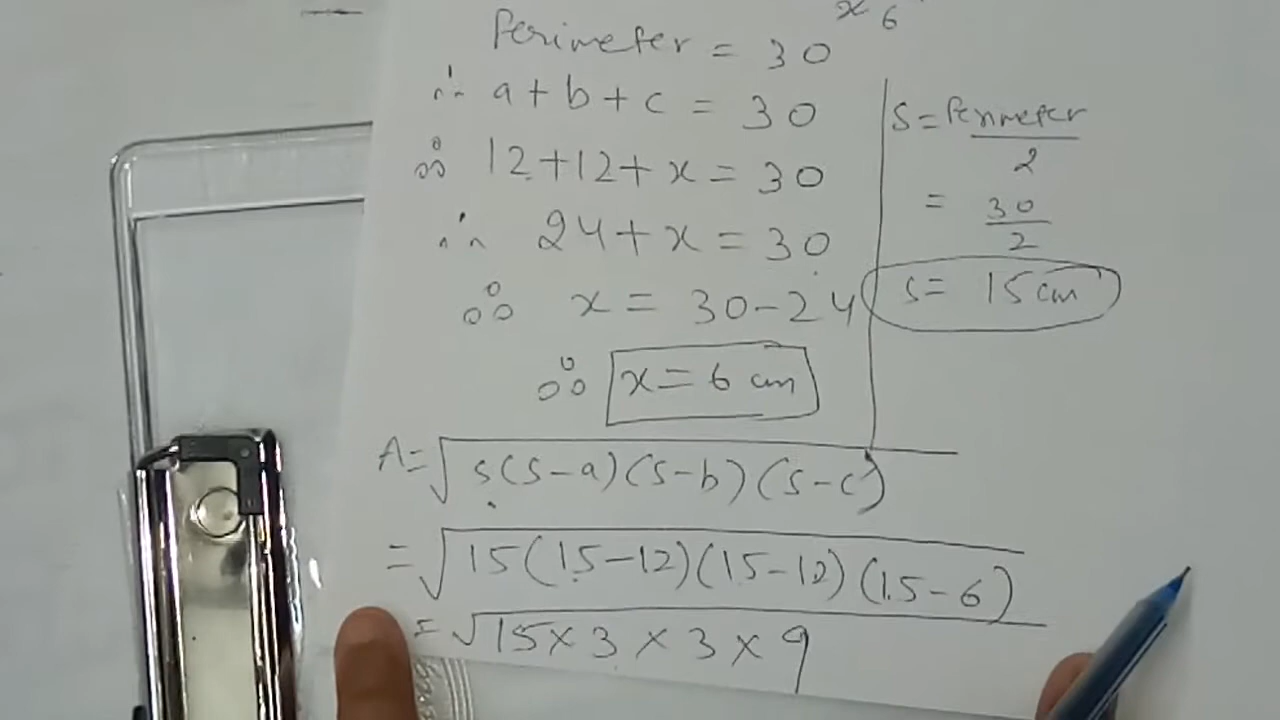 x 6
Perimeter = 30
∴ a + b + c = 30
∴ 12 + 12 + x = 30
∴ 24 + x = 30
∴ x = 30 - 24
∴ x = 6 cm
S = Perimeter
2
= 30
2
S = 15 cm
A = √s(s-a)(s-b)(s-c)
= √15(15-12)(15-12)(15-6)
= √15 × 3 × 3 × 9